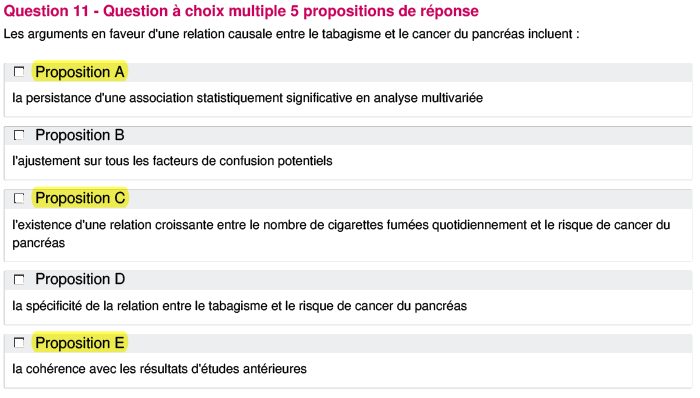 Question 11 - Question à choix multiple 5 propositions de réponse
Les arguments en faveur d'une relation causale entre le tabagisme et le cancer du pancréas incluent :
Proposition A
la persistance d'une association statistiquement significative en analyse multivariée
Proposition B
l'ajustement sur tous les facteurs de confusion potentiels
Proposition C
l'existence d'une relation croissante entre le nombre de cigarettes fumées quotidiennement et le risque de cancer du
pancréas
Proposition D
la spécificité de la relation entre le tabagisme et le risque de cancer du pancréas
Proposition E
la cohérence avec les résultats d'études antérieures